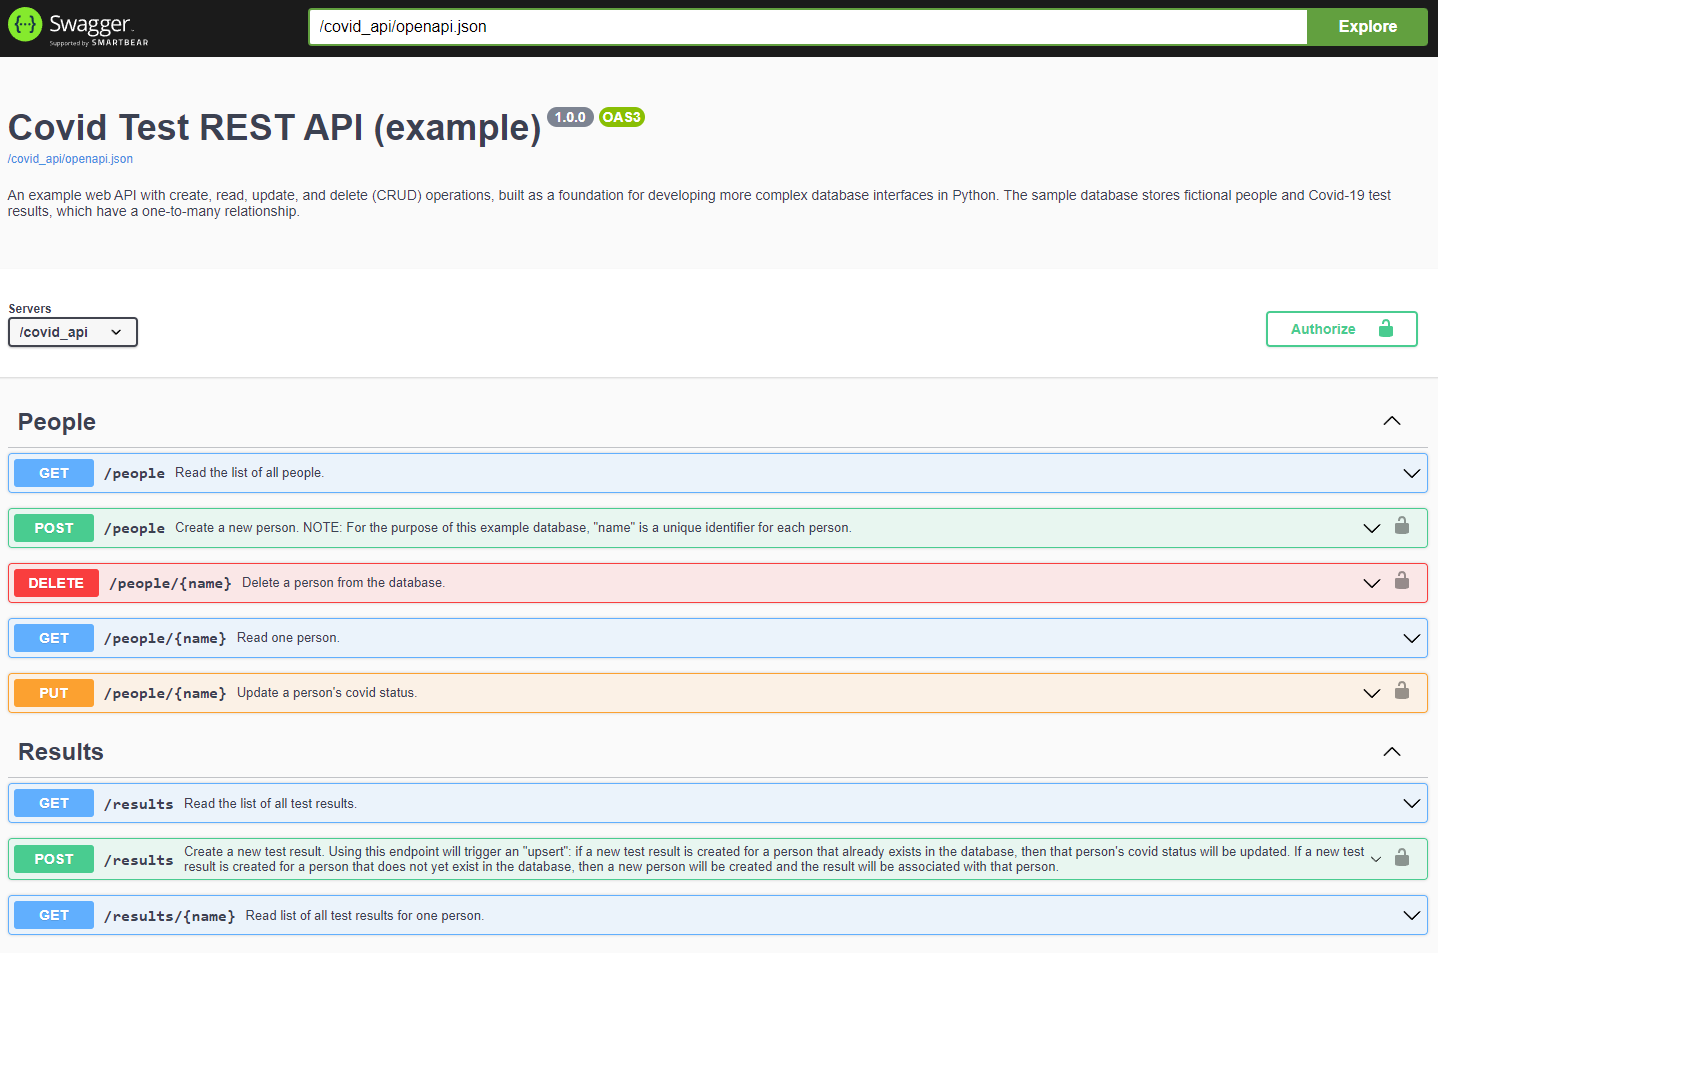 {···} Swagger
Supported by SMARTBEAR
/covid_api/openapi.json
Explore
Covid Test REST API (example) 1.0.0 OAS3
/covid_api/openapi.json
An example web API with create, read, update, and delete (CRUD) operations, built as a foundation for developing more complex database interfaces in Python. The sample database stores fictional people and Covid-19 test
results, which have a one-to-many relationship.
Servers
/covid_api
Authorize
People
GET /people Read the list of all people.
POST /people Create a new person. NOTE: For the purpose of this example database, "name" is a unique identifier for each person.
DELETE /people/{name} Delete a person from the database.
GET /people/{name} Read one person.
PUT /people/{name} Update a person's covid status.
Results
GET /results Read the list of all test results.
POST /results Create a new test result. Using this endpoint will trigger an "upsert": if a new test result is created for a person that already exists in the database, then that person's covid status will be updated. If a new test
result is created for a person that does not yet exist in the database, then a new person will be created and the result will be associated with that person.
GET /results/{name} Read list of all test results for one person.